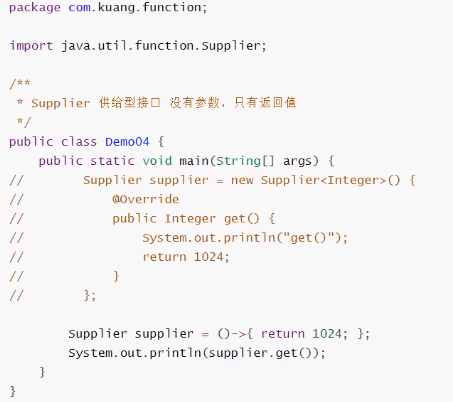 package com.kuang.function;
import java.util.function.Supplier;
/**
 * Supplier 供给型接口 没有参数，只有返回值
 */
public class Demo04 {
    public static void main(String[] args) {
//        Supplier supplier = new Supplier<Integer>() {
//            @Override
//            public Integer get() {
//                System.out.println("get()");
//                return 1024;
//            }
//        };
        Supplier supplier = ()->{ return 1024; };
        System.out.println(supplier.get());
    }
}